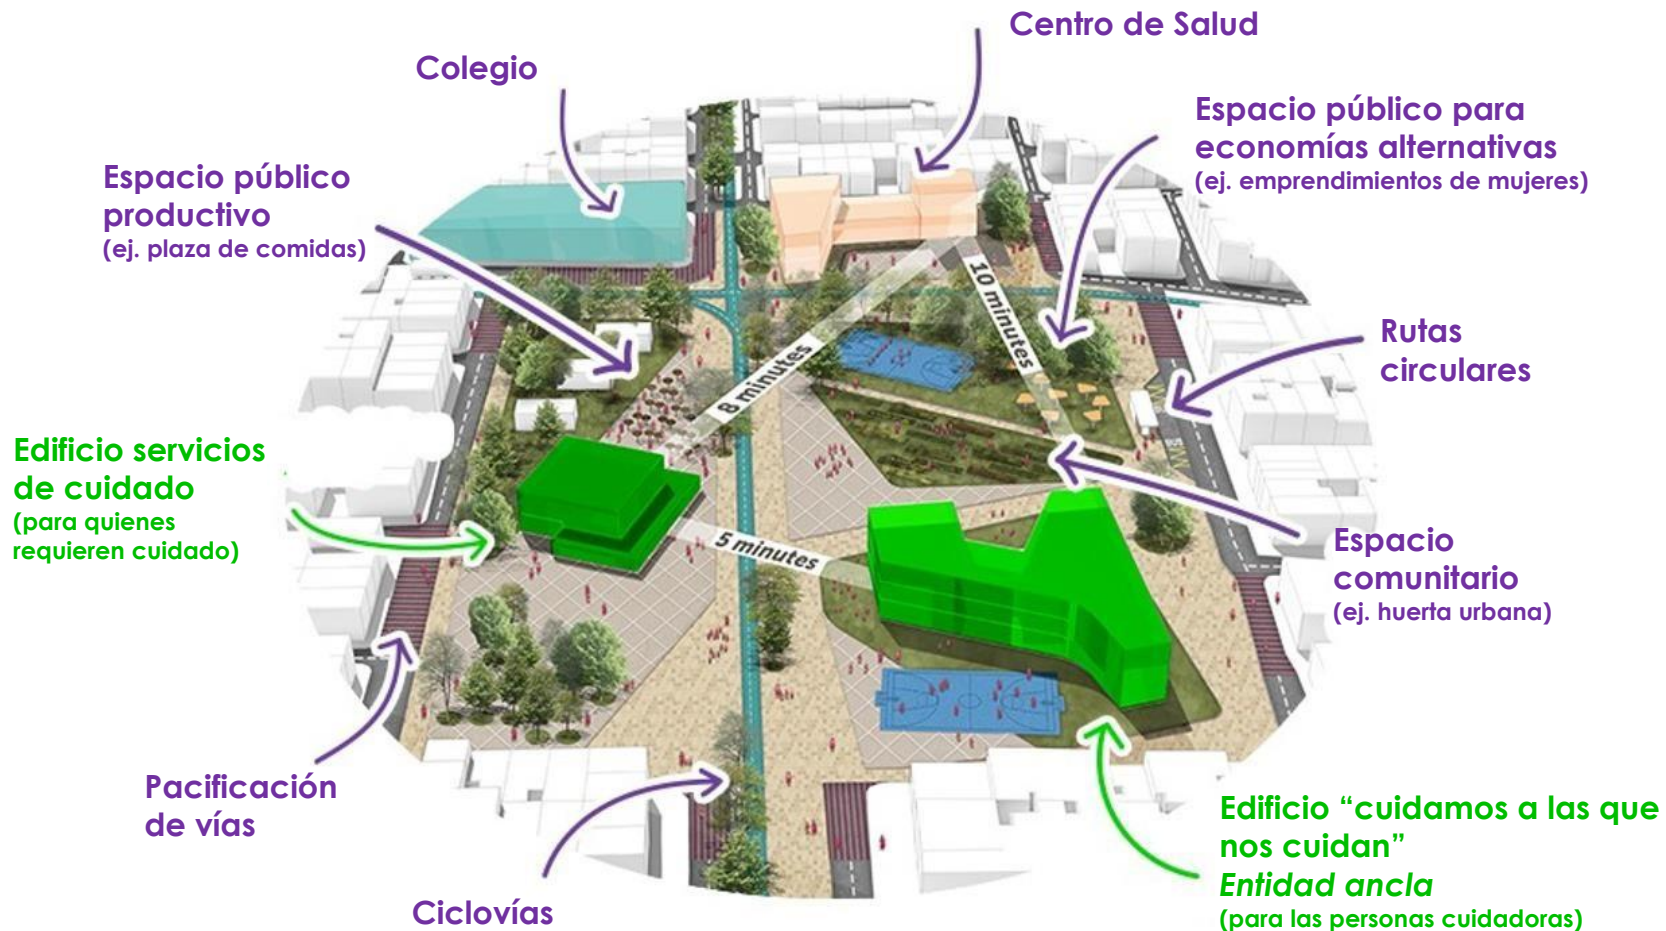 Centro de Salud
Colegio
Espacio público para
economías alternativas
(ej. emprendimientos de mujeres)
Espacio público
productivo
(ej. plaza de comidas)
10 minutes
Rutas
circulares
8 minutes
Edificio servicios
de cuidado
(para quienes
requieren cuidado)
BUS
5 minutes
Espacio
comunitario
(ej. huerta urbana)
Pacificación
de vías
Edificio “cuidamos a las que
nos cuidan”
Entidad ancla
(para las personas cuidadoras)
Ciclovías